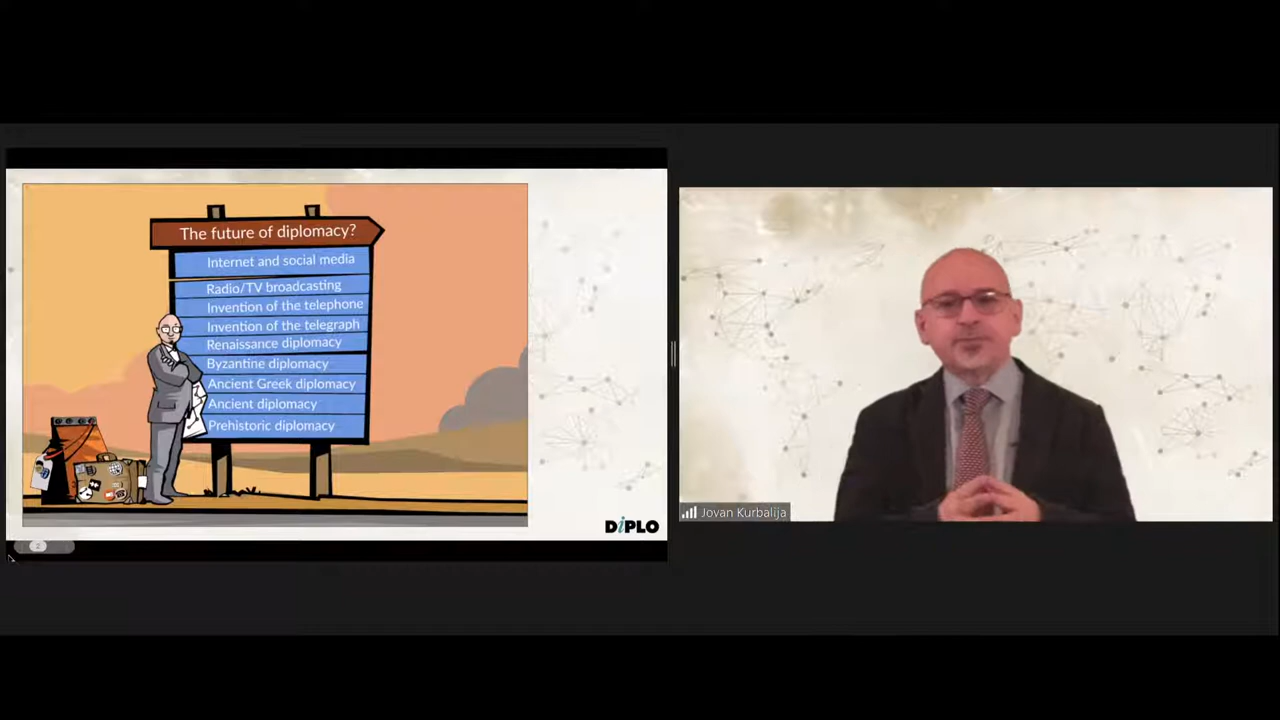 The future of diplomacy?
Internet and social media
Radio/TV broadcasting
Invention of the telephone
Invention of the telegraph
Renaissance diplomacy
Byzantine diplomacy
Ancient Greek diplomacy
Ancient diplomacy
Prehistoric diplomacy
DiPLO
2
Jovan Kurbalija